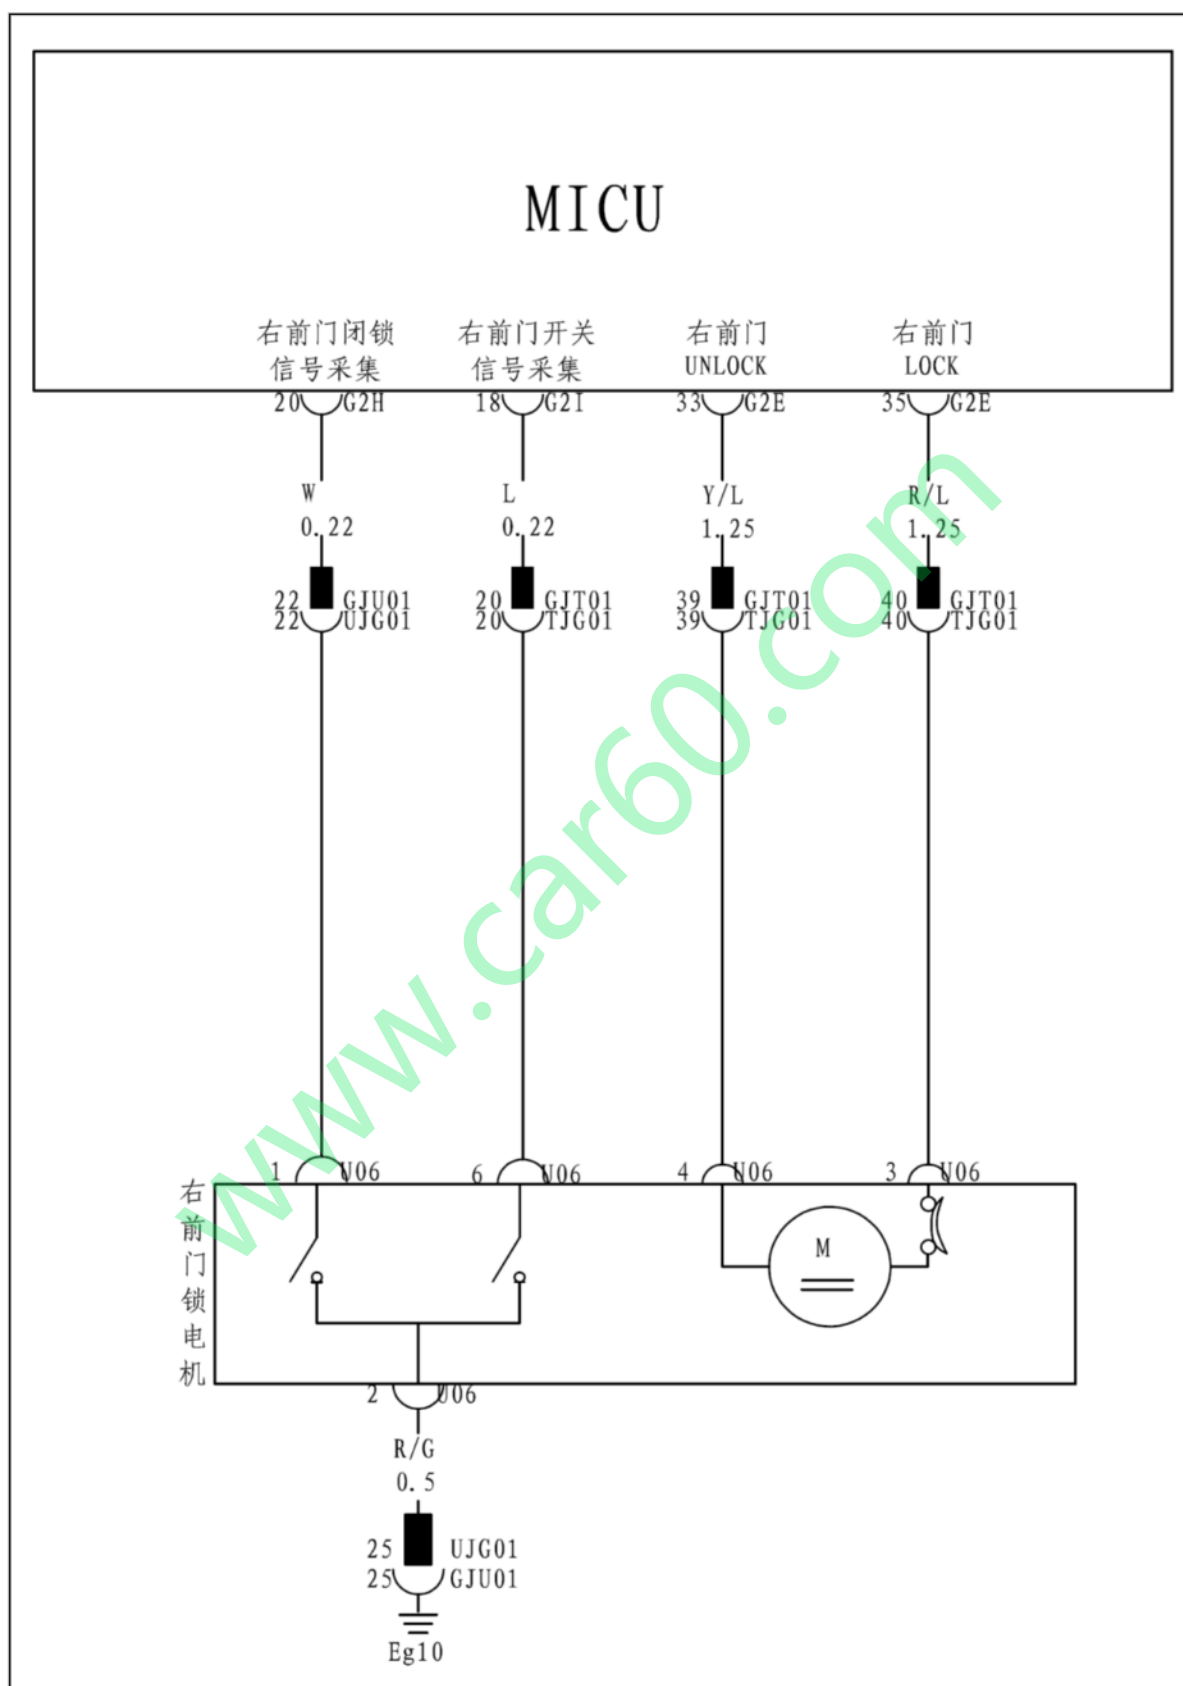 MICU
右前门闭锁 右前门开关 右前门 右前门
信号采集 信号采集 UNLOCK LOCK
20 G2H 18 G2I 33 G2E 35 G2E
W L Y/L R/L
0.22 0.22 1.25 1.25
22 GJU01 20 GJT01 39 GJT01 40 GJT01
22 UJG01 20 TJG01 39 TJG01 40 TJG01
www.car60.com
1 U06 6 U06 4 U06 3 U06
右前门锁电机
M
2 U06
R/G
0.5
25 UJG01
25 GJU01
Eg10